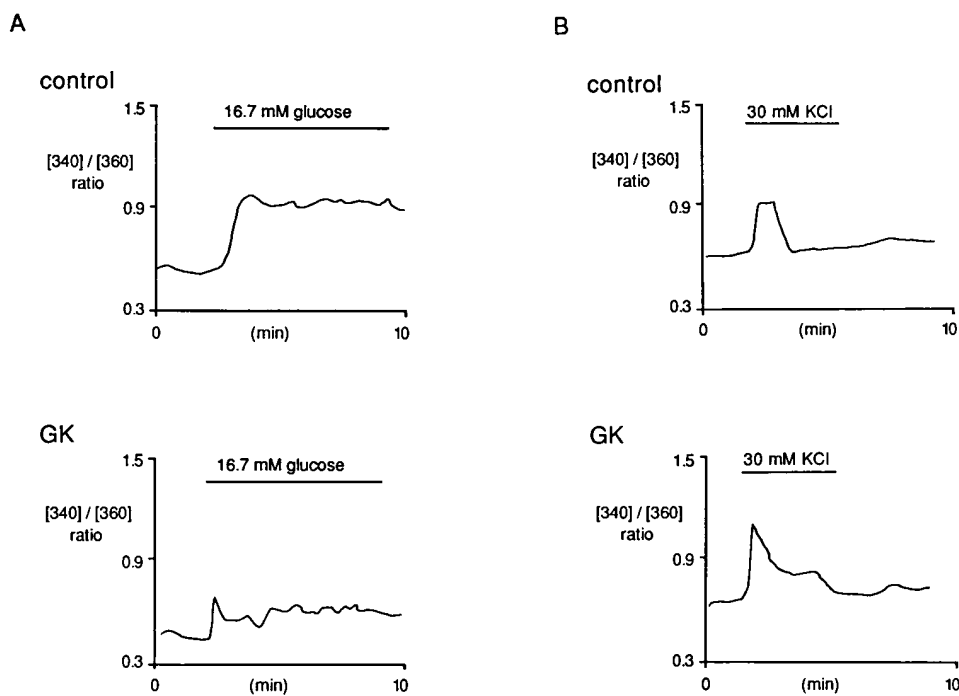 A
control
1.5
16.7 mM glucose
[340] / [360]
ratio
0.9
0.3
0
(min)
10
GK
1.5
16.7 mM glucose
[340] / [360]
ratio
0.9
0.3
0
(min)
10
B
control
1.5
30 mM KCl
[340] / [360]
ratio
0.9
0.3
0
(min)
10
GK
1.5
30 mM KCl
[340] / [360]
ratio
0.9
0.3
0
(min)
10